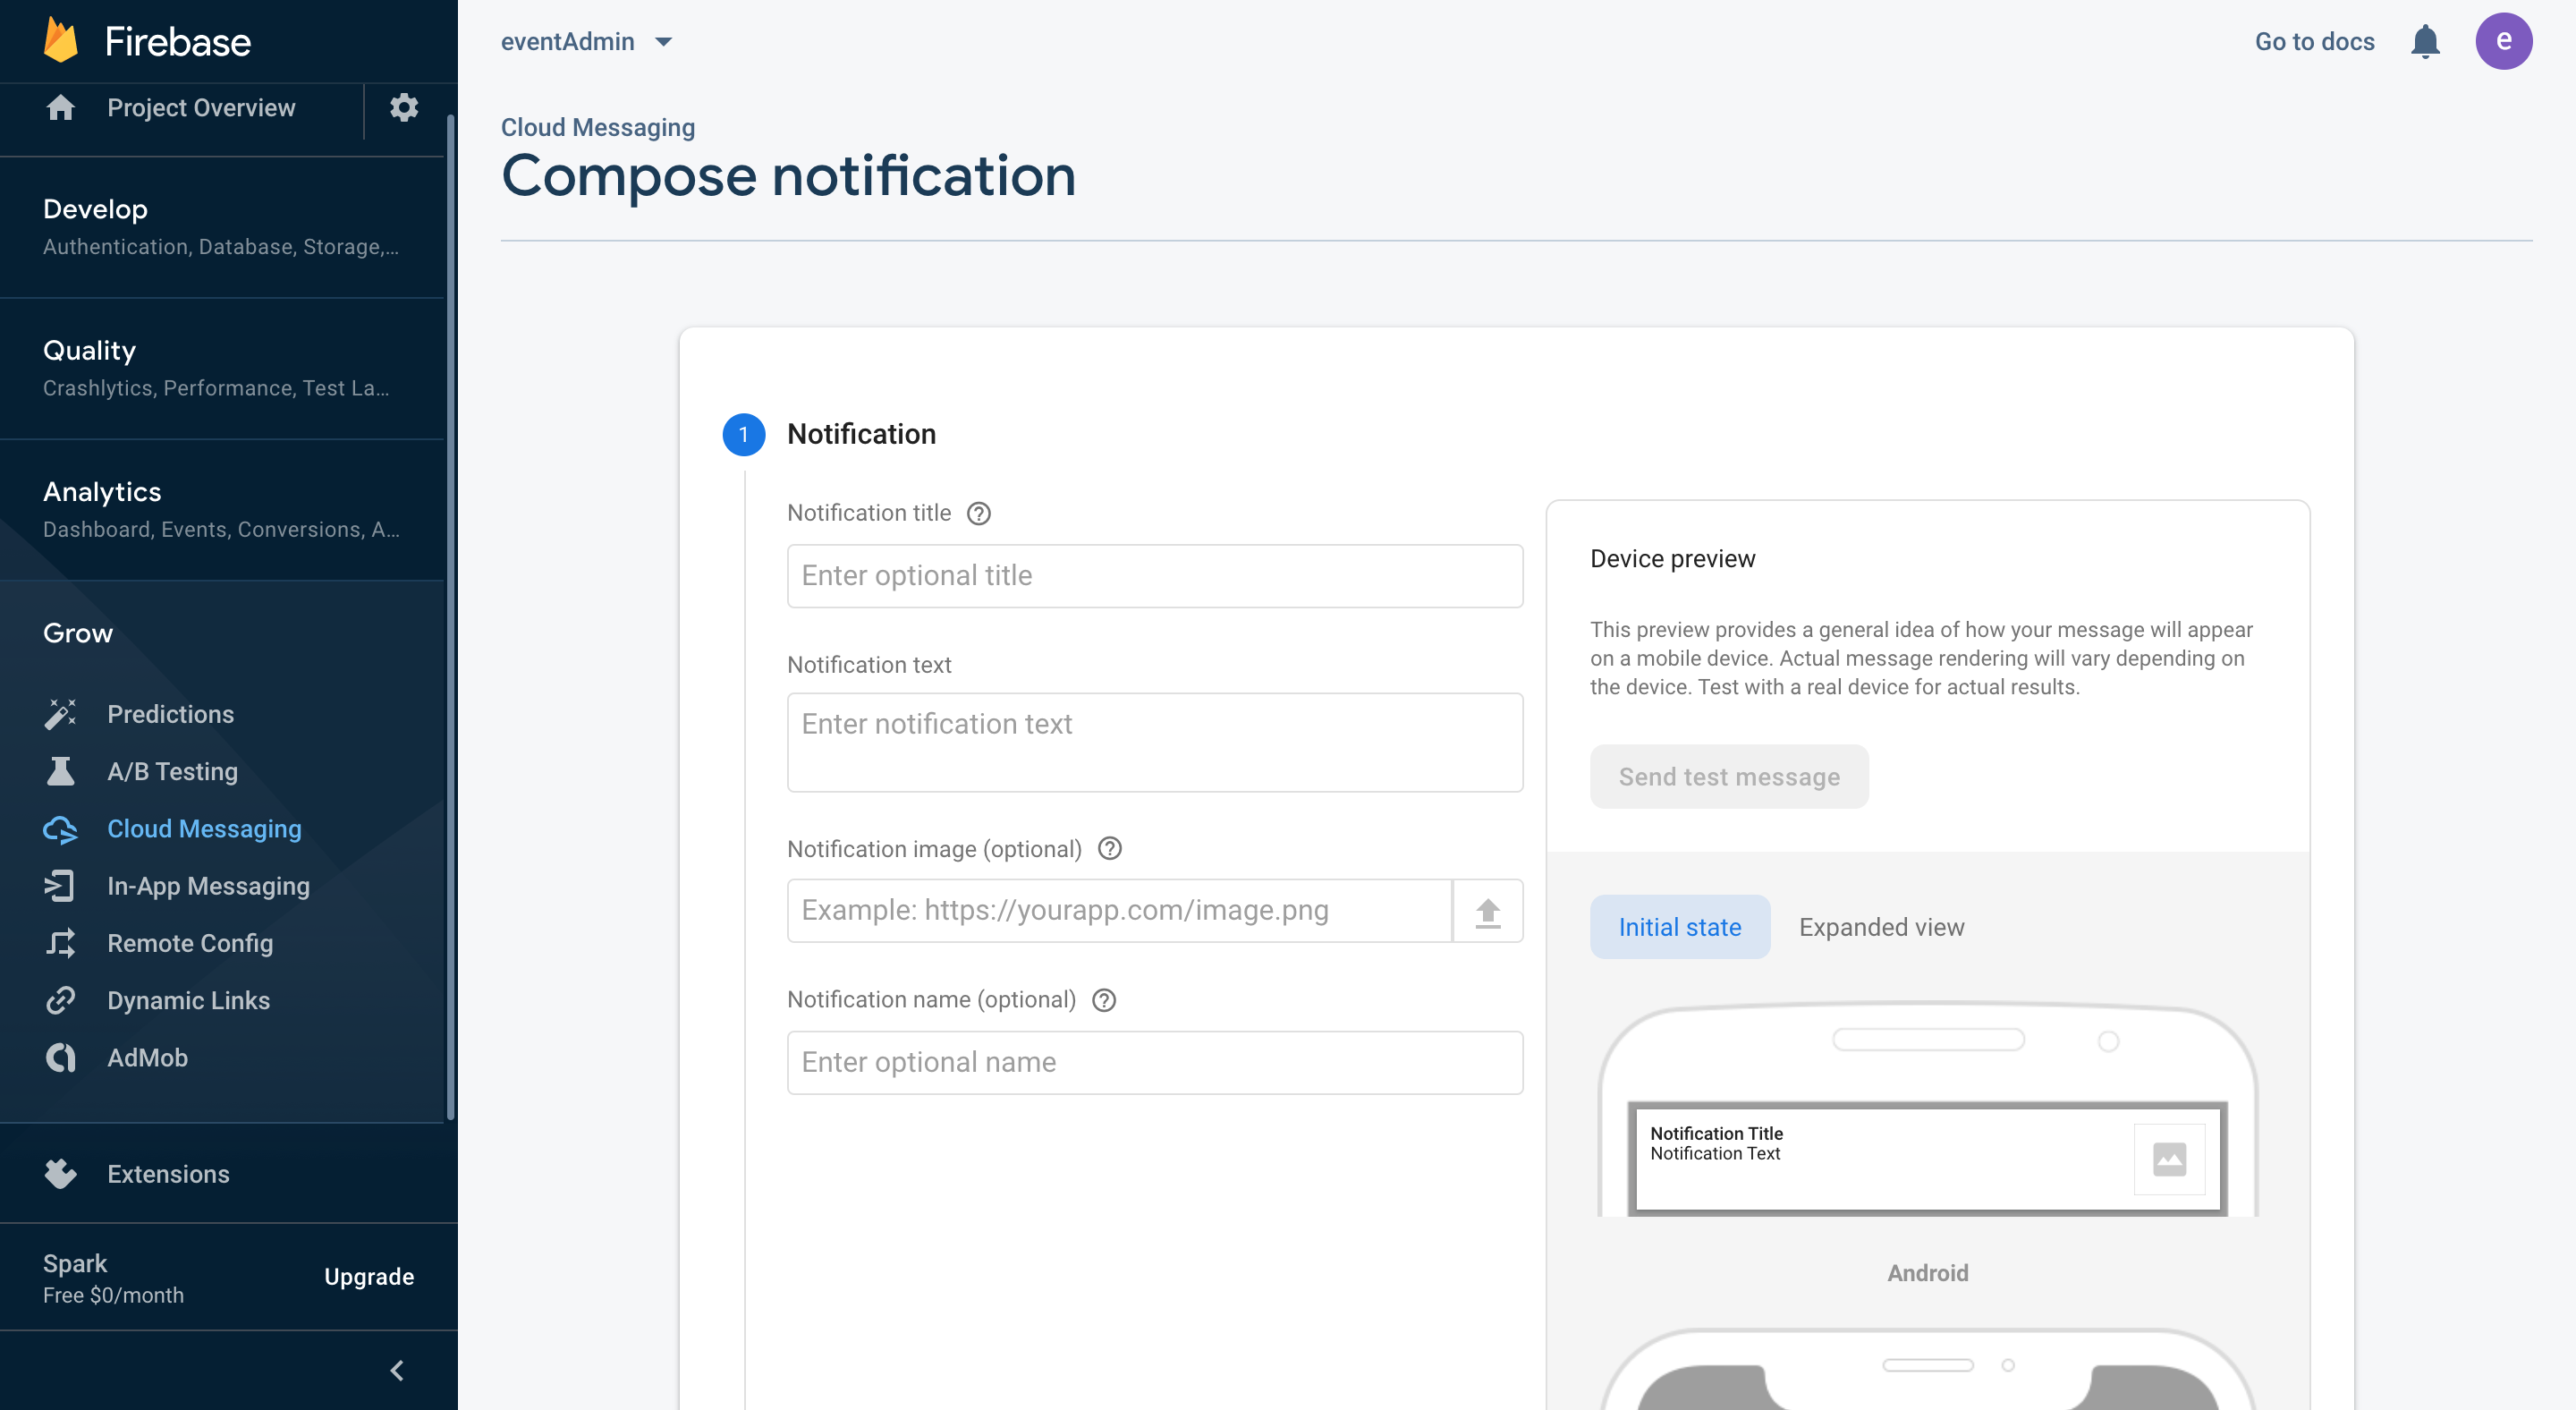 Firebase
Project Overview
Develop
Authentication, Database, Storage,...
Quality
Crashlytics, Performance, Test La...
Analytics
Dashboard, Events, Conversions, A...
Grow
Predictions
A/B Testing
Cloud Messaging
In-App Messaging
Remote Config
Dynamic Links
AdMob
Extensions
Spark
Free $0/month
Upgrade
eventAdmin
Go to docs
e
Cloud Messaging
Compose notification
1 Notification
Notification title
Enter optional title
Notification text
Enter notification text
Notification image (optional)
Example: https://yourapp.com/image.png
Notification name (optional)
Enter optional name
Device preview
This preview provides a general idea of how your message will appear
on a mobile device. Actual message rendering will vary depending on
the device. Test with a real device for actual results.
Send test message
Initial state
Expanded view
Notification Title
Notification Text
Android